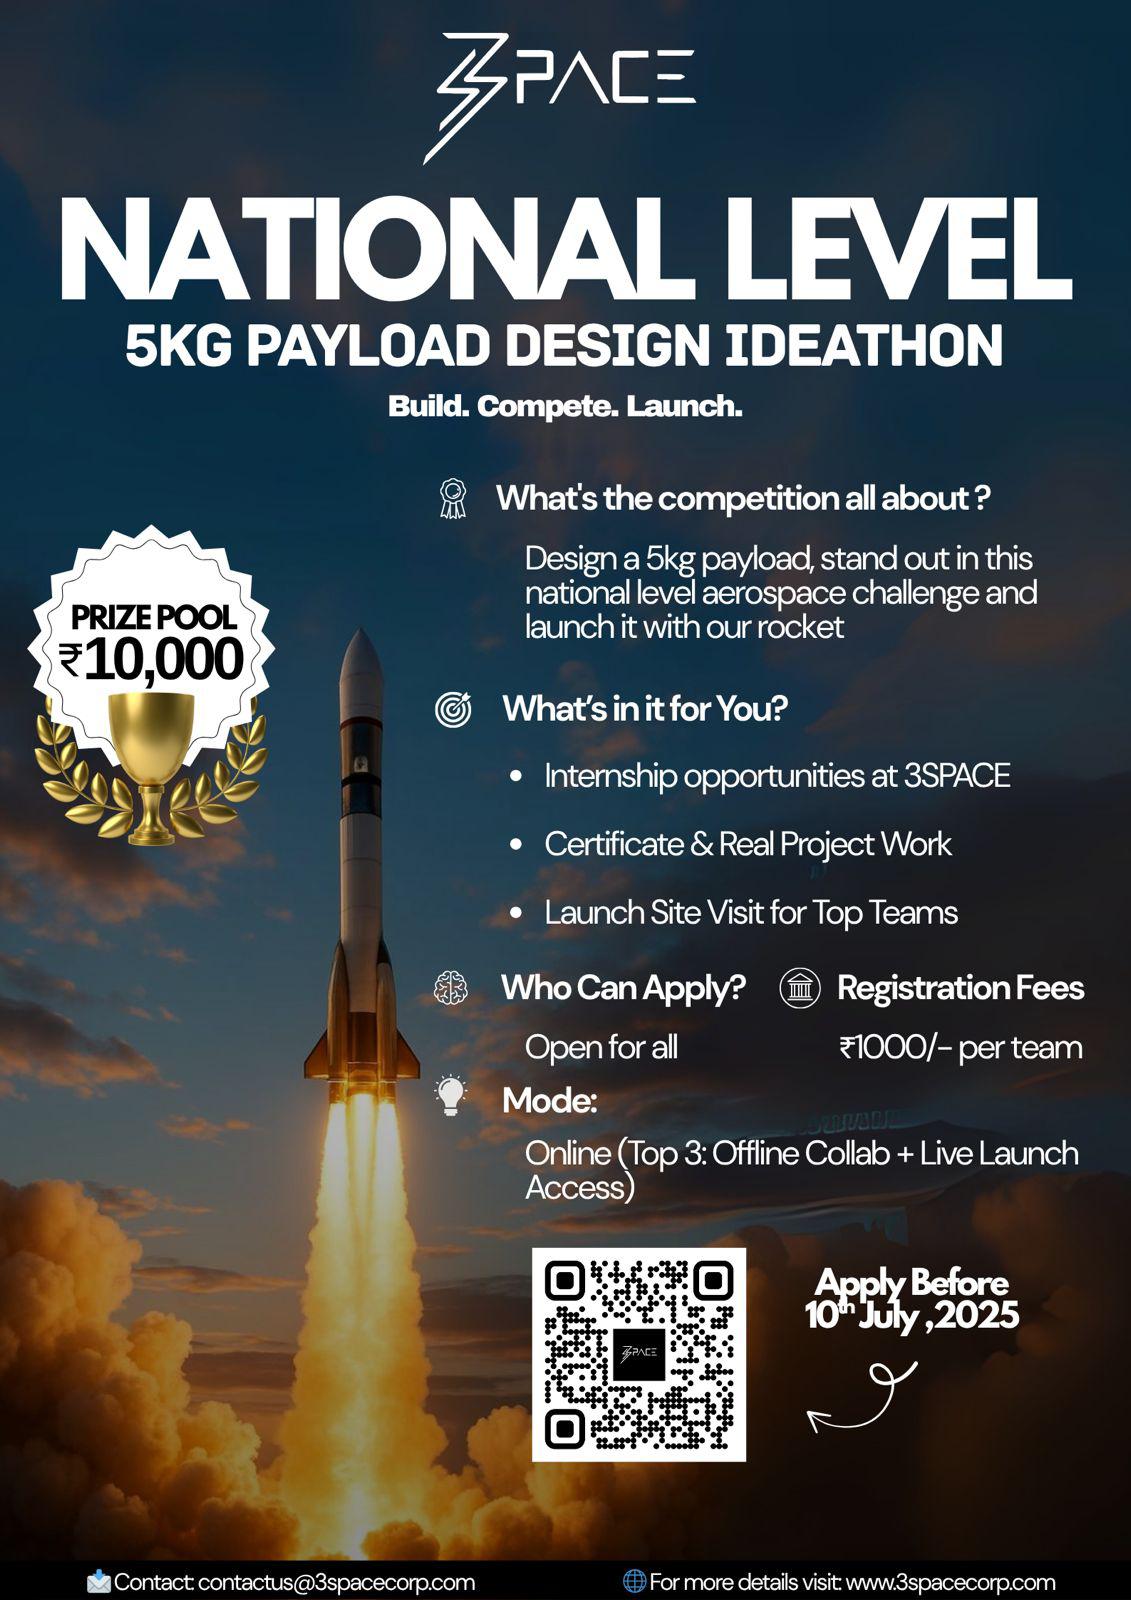 3PACE
NATIONAL LEVEL
5KG PAYLOAD DESIGN IDEATHON
Build. Compete. Launch.
What's the competition all about ?
Design a 5kg payload, stand out in this
national level aerospace challenge and
launch it with our rocket
PRIZE POOL
₹10,000
What’s in it for You?
• Internship opportunities at 3SPACE
• Certificate & Real Project Work
• Launch Site Visit for Top Teams
Who Can Apply?
Open for all
Registration Fees
₹1000/- per team
Mode:
Online (Top 3: Offline Collab + Live Launch
Access)
3PACE
Apply Before
10th July ,2025
Contact: contactus@3spacecorp.com
For more details visit: www.3spacecorp.com